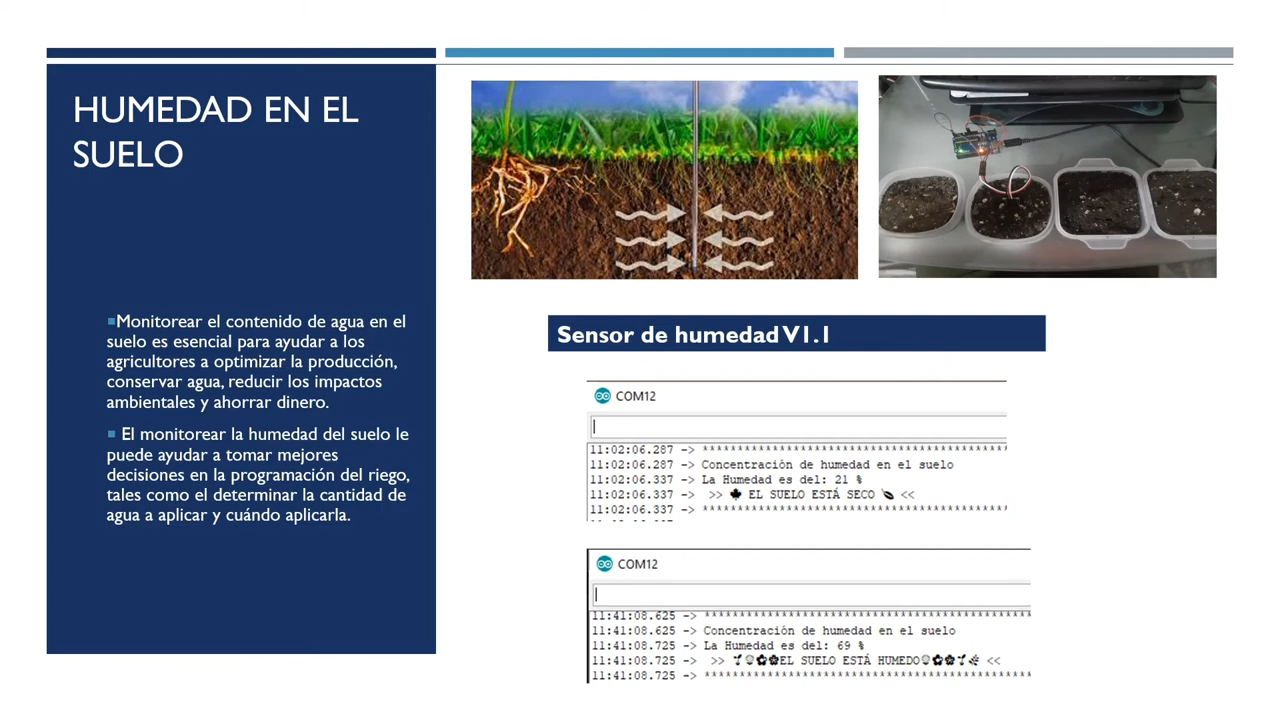 HUMEDAD EN EL
SUELO
Monitorear el contenido de agua en el
suelo es esencial para ayudar a los
agricultores a optimizar la producción,
conservar agua, reducir los impactos
ambientales y ahorrar dinero.
El monitorear la humedad del suelo le
puede ayudar a tomar mejores
decisiones en la programación del riego,
tales como el determinar la cantidad de
agua a aplicar y cuándo aplicarla.
Sensor de humedad V1.1
COM12
11:02:06.287 -> *******************************************
11:02:06.287 -> Concentración de humedad en el suelo
11:02:06.337 -> La Humedad es del: 21 %
11:02:06.337 -> >> 🍁 EL SUELO ESTÁ SECO 🍂 <<
11:02:06.337 -> *******************************************
COM12
11:41:08.625 -> **********************************************
11:41:08.625 -> Concentración de humedad en el suelo
11:41:08.725 -> La Humedad es del: 69 %
11:41:08.725 -> >> EL SUELO ESTÁ HUMEDO <<
11:41:08.725 -> **********************************************